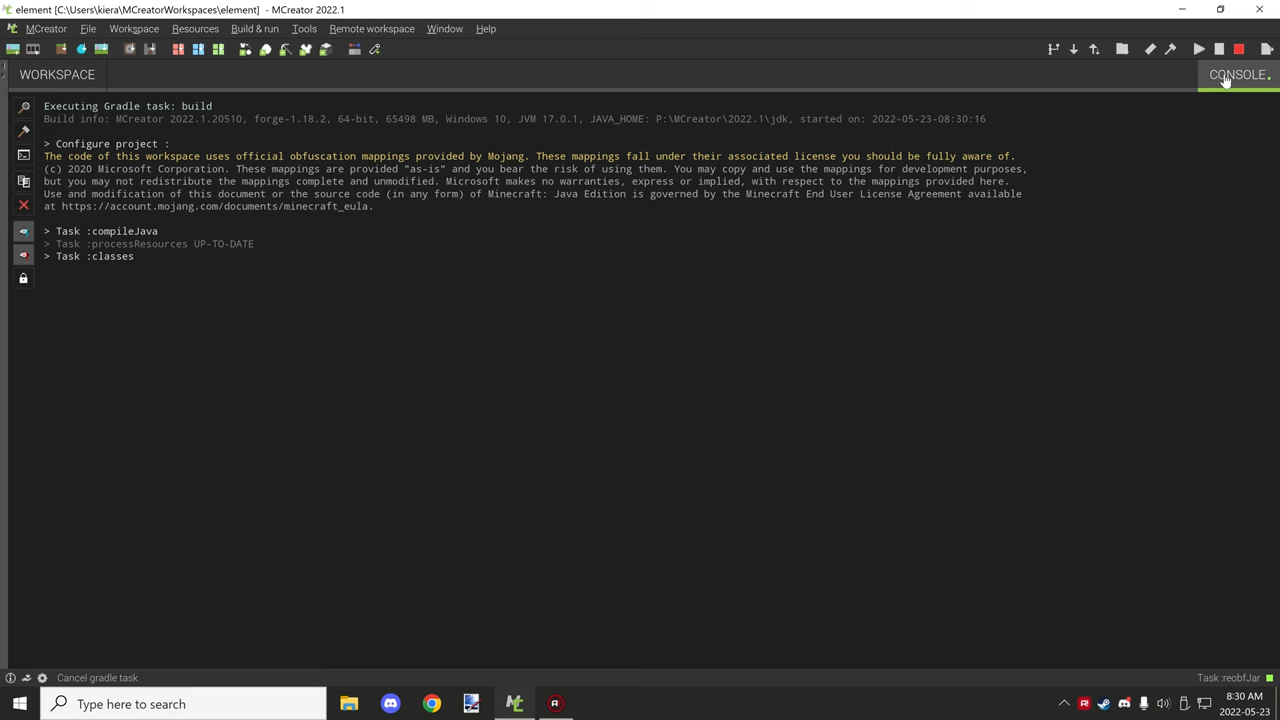 element [C:\Users\kiera\MCreatorWorkspaces\element] - MCreator 2022.1
MCreator File Workspace Resources Build & run Tools Remote workspace Window Help
WORKSPACE
CONSOLE
Executing Gradle task: build
Build info: MCreator 2022.1.20510, forge-1.18.2, 64-bit, 65498 MB, Windows 10, JVM 17.0.1, JAVA_HOME: P:\MCreator\2022.1\jdk, started on: 2022-05-23-08:30:16
> Configure project :
The code of this workspace uses official obfuscation mappings provided by Mojang. These mappings fall under their associated license you should be fully aware of.
(c) 2020 Microsoft Corporation. These mappings are provided "as-is" and you bear the risk of using them. You may copy and use the mappings for development purposes,
but you may not redistribute the mappings complete and unmodified. Microsoft makes no warranties, express or implied, with respect to the mappings provided here.
Use and modification of this document or the source code (in any form) of Minecraft: Java Edition is governed by the Minecraft End User License Agreement available
at https://account.mojang.com/documents/minecraft_eula.
> Task :compileJava
> Task :processResources UP-TO-DATE
> Task :classes
Cancel gradle task
Task :reobfJar
Type here to search
8:30 AM
2022-05-23